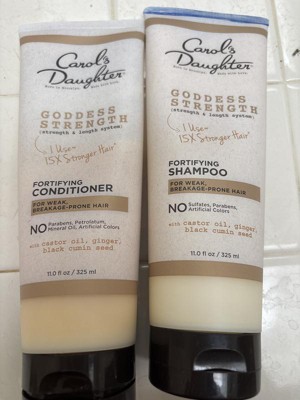 Carol's
Daughter
GODDESS
STRENGTH
{strength & length system}
1 Use -
15X Stronger Hair*
FORTIFYING
CONDITIONER
FOR WEAK,
BREAKAGE-PRONE HAIR
NO Parabens, Petrolatum,
Mineral Oil, Artificial Colors
with castor oil, ginger,
black cumin seed
11.0 fl oz / 325 ml
Carol's
Daughter
GODDESS
STRENGTH
{strength & length system}
1 Use -
15X Stronger Hair*
FORTIFYING
SHAMPOO
FOR WEAK,
BREAKAGE-PRONE HAIR
NO Sulfates, Parabens,
Artificial Colors
with castor oil, ginger,
black cumin seed
11.0 fl oz / 325 ml